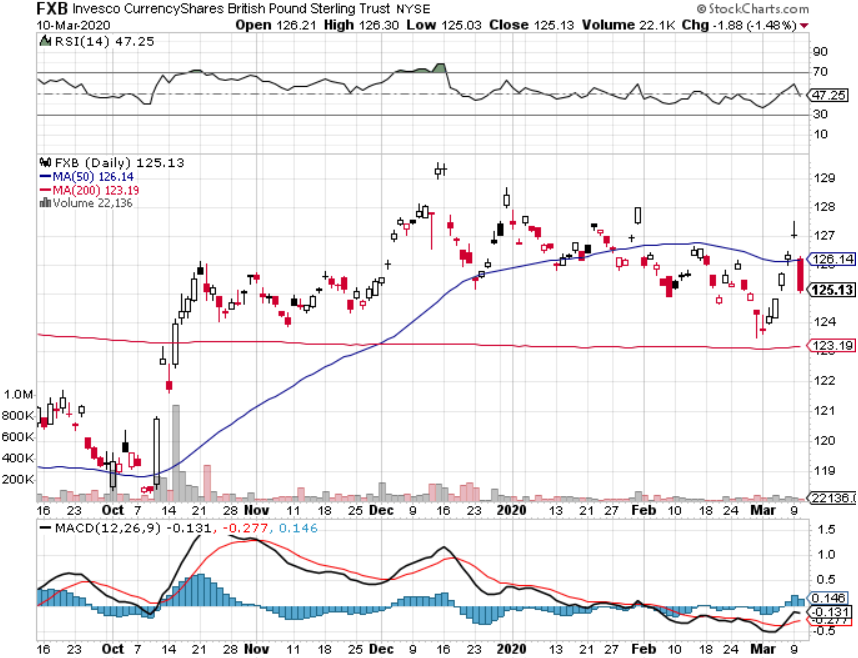 FXB Invesco CurrencyShares British Pound Sterling Trust NYSE © StockCharts.com
10-Mar-2020 Open 126.21 High 126.30 Low 125.03 Close 125.13 Volume 22.1K Chg -1.88 (-1.48%)
RSI(14) 47.25
90
70
47.25
30
10
FXB (Daily) 125.13
MA(50) 126.14
MA(200) 123.19
Volume 22,136
129
128
127
126.14
126
125.13
124
123.19
123
122
121
120
119
1.0M
800K
600K
400K
200K
22136.0
16 23 Oct 7 14 21 28 Nov 11 18 25 Dec 9 16 23 2020 13 21 27 Feb 10 18 24 Mar 9
MACD(12,26,9) -0.131, -0.277, 0.146
1.5
1.0
0.5
0.146
-0.131
-0.277
-0.5
16 23 Oct 7 14 21 28 Nov 11 18 25 Dec 9 16 23 2020 13 21 27 Feb 10 18 24 Mar 9